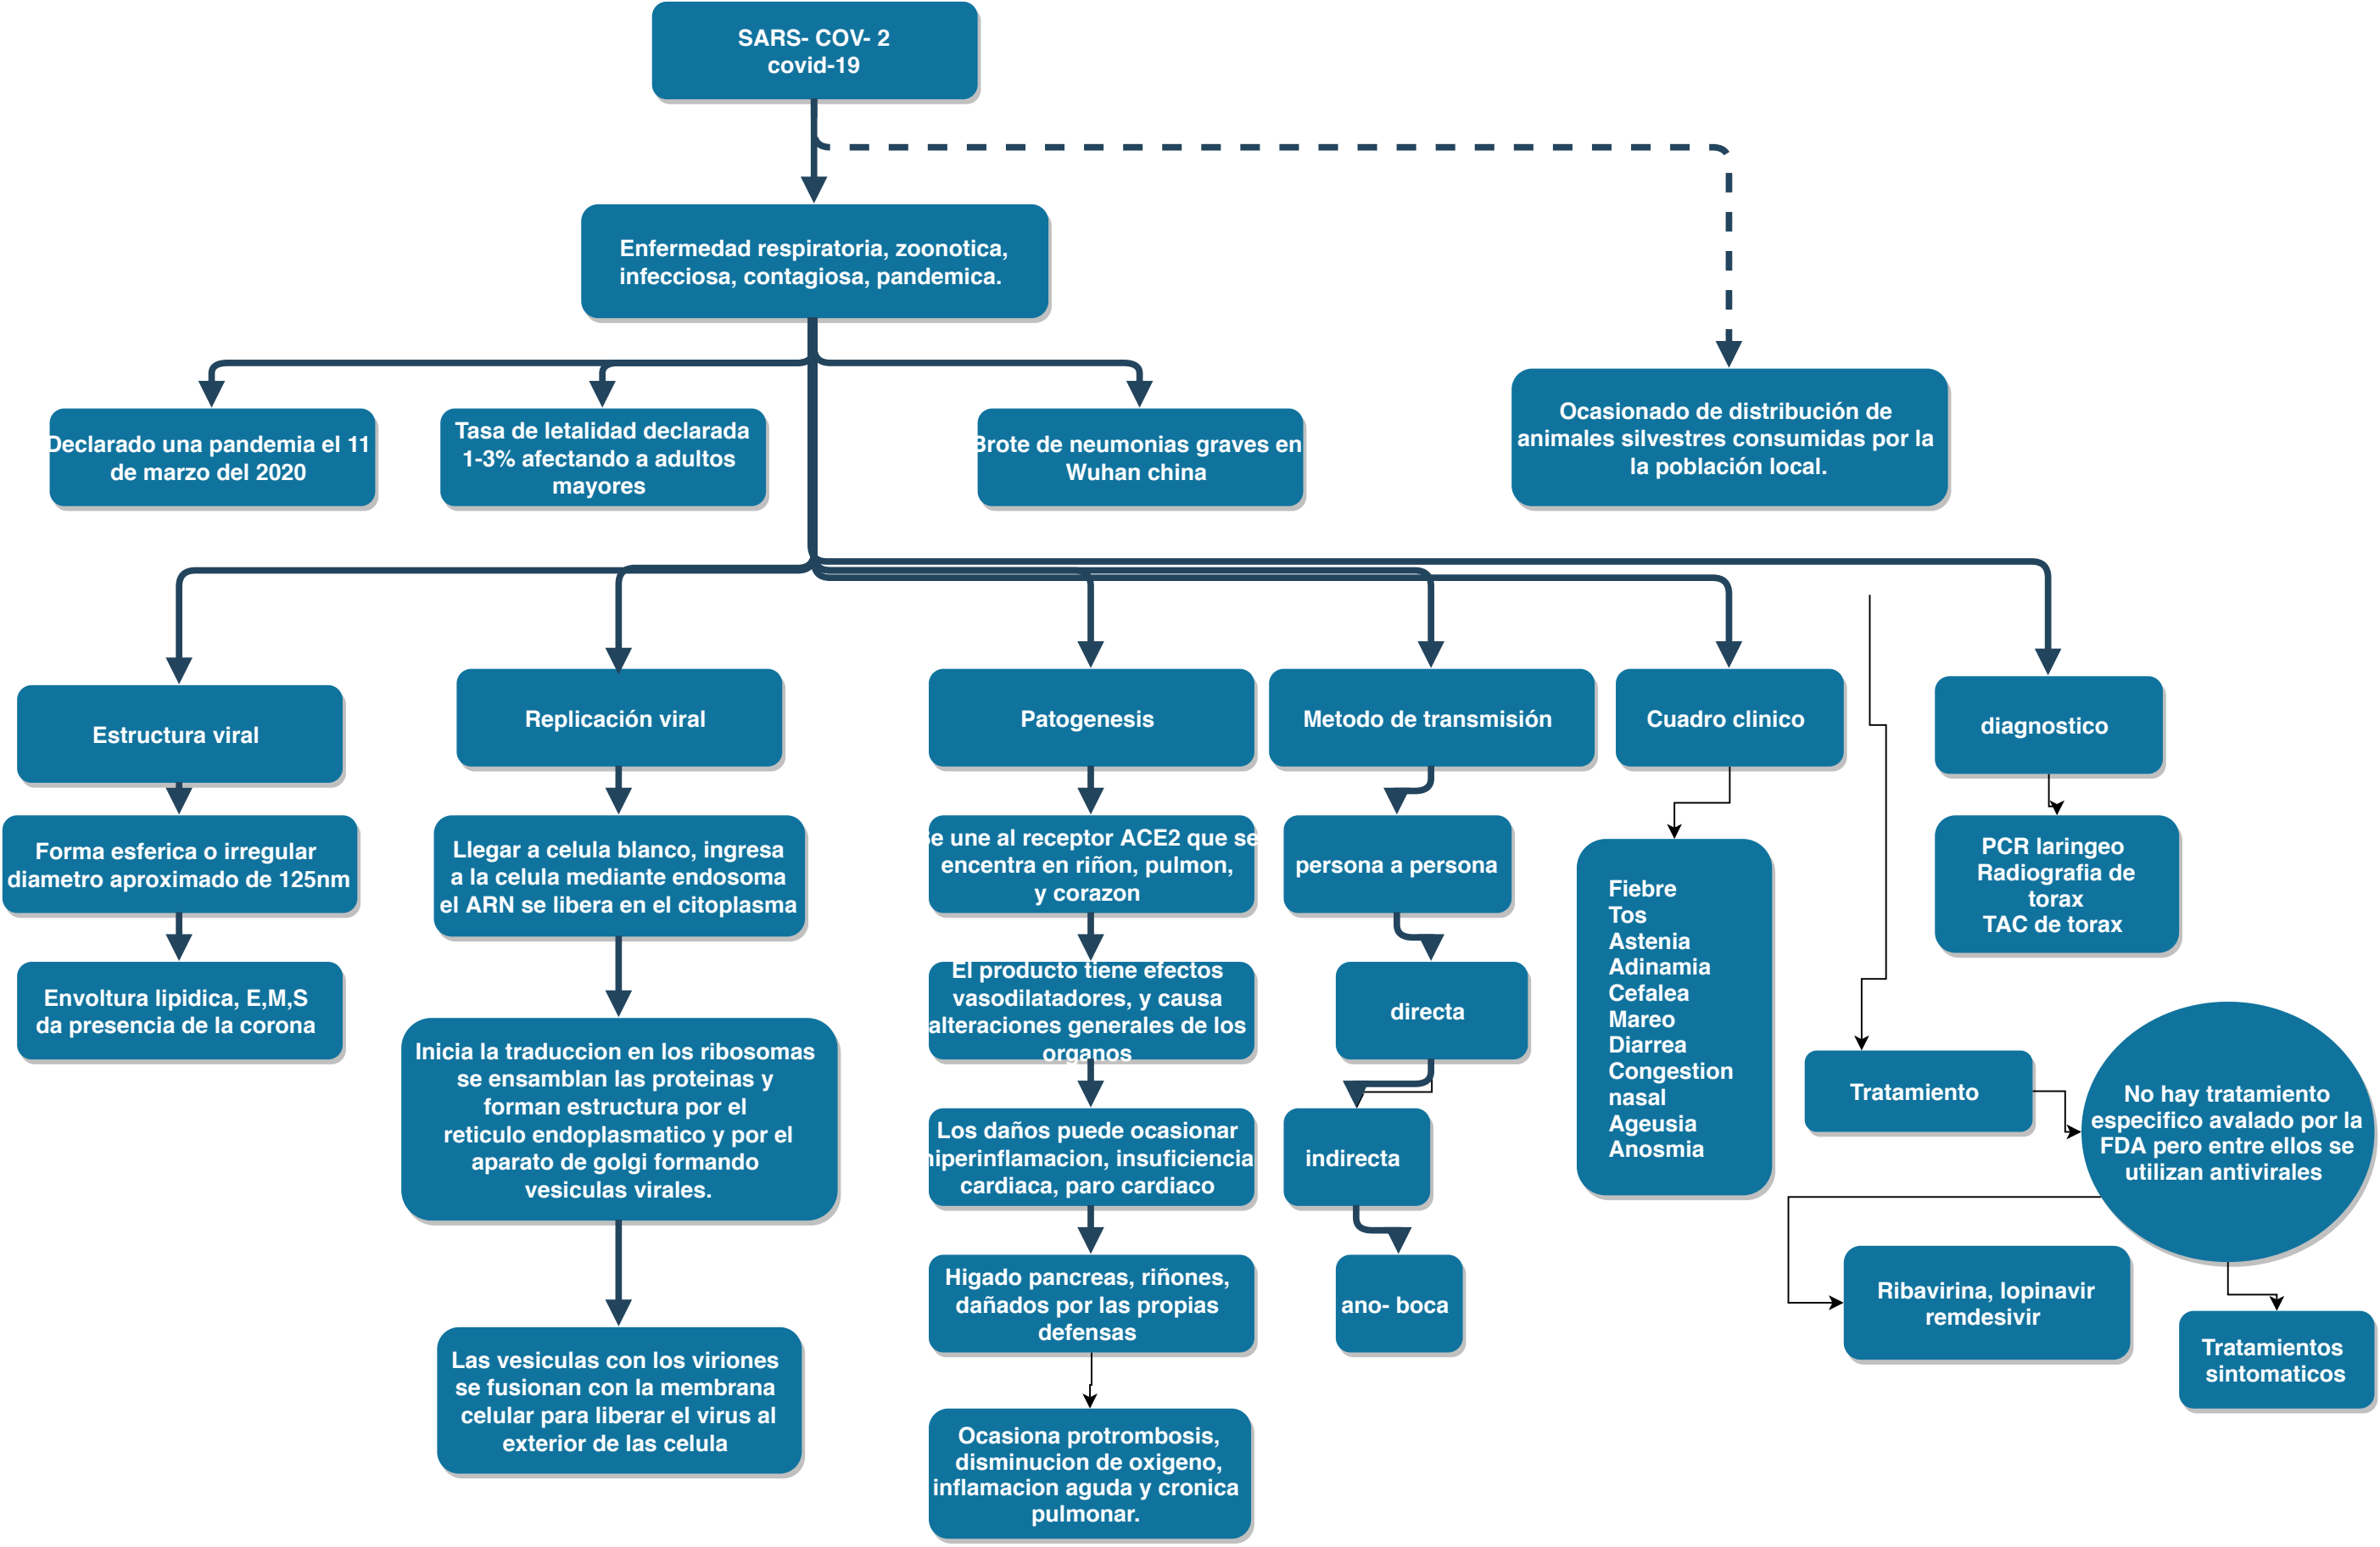 SARS- COV- 2
covid-19
Enfermedad respiratoria, zoonotica,
infecciosa, contagiosa, pandemica.
Declarado una pandemia el 11
de marzo del 2020
Tasa de letalidad declarada
1-3% afectando a adultos
mayores
Brote de neumonias graves en
Wuhan china
Ocasionado de distribución de
animales silvestres consumidas por la
la población local.
Estructura viral
Forma esferica o irregular
diametro aproximado de 125nm
Envoltura lipidica, E,M,S
da presencia de la corona
Replicación viral
Llegar a celula blanco, ingresa
a la celula mediante endosoma
el ARN se libera en el citoplasma
Inicia la traduccion en los ribosomas
se ensamblan las proteinas y
forman estructura por el
reticulo endoplasmatico y por el
aparato de golgi formando
vesiculas virales.
Las vesiculas con los viriones
se fusionan con la membrana
celular para liberar el virus al
exterior de las celula
Patogenesis
Se une al receptor ACE2 que se
encentra en riñon, pulmon,
y corazon
El producto tiene efectos
vasodilatadores, y causa
alteraciones generales de los
organos
Los daños puede ocasionar
hiperinflamacion, insuficiencia
cardiaca, paro cardiaco
Higado pancreas, riñones,
dañados por las propias
defensas
Ocasiona protrombosis,
disminucion de oxigeno,
inflamacion aguda y cronica
pulmonar.
Metodo de transmisión
persona a persona
directa
indirecta
ano- boca
Cuadro clinico
Fiebre
Tos
Astenia
Adinamia
Cefalea
Mareo
Diarrea
Congestion
nasal
Ageusia
Anosmia
diagnostico
PCR laringeo
Radiografia de
torax
TAC de torax
Tratamiento
No hay tratamiento
especifico avalado por la
FDA pero entre ellos se
utilizan antivirales
Ribavirina, lopinavir
remdesivir
Tratamientos
sintomaticos